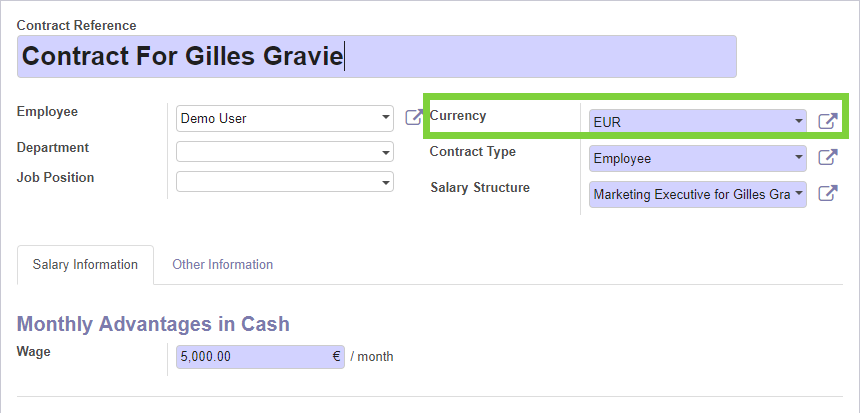 Contract Reference
Contract For Gilles Gravie
Employee
Demo User
Currency
EUR
Department
Contract Type
Employee
Job Position
Salary Structure
Marketing Executive for Gilles Gra
Salary Information
Other Information
Monthly Advantages in Cash
Wage
5,000.00 € / month